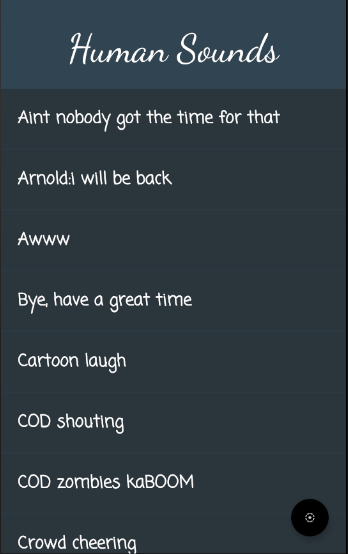 Human Sounds
Aint nobody got the time for that
Arnold:i will be back
Awww
Bye, have a great time
Cartoon laugh
COD shouting
COD zombies kaBOOM
Crowd cheering